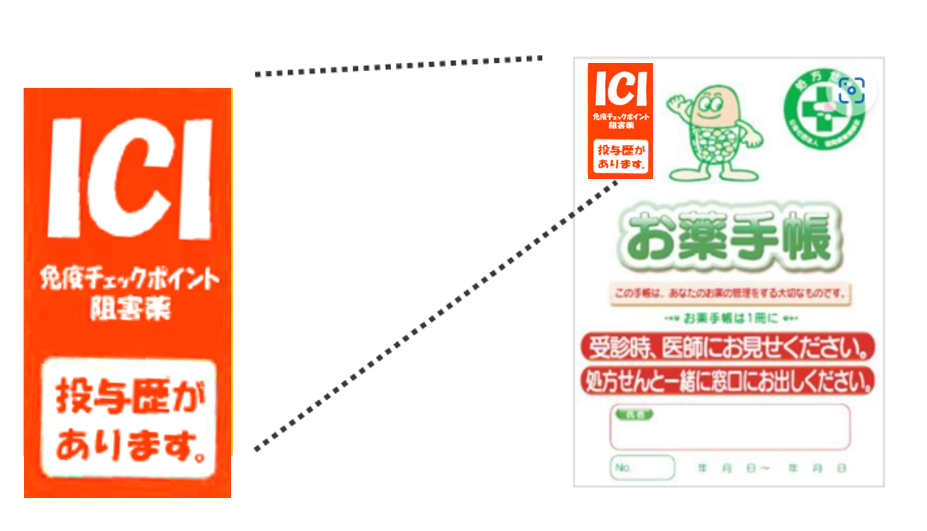 ICI
免疫チェックポイント
阻害薬
投与歴が
あります。
ICI
免疫チェックポイント
阻害薬
投与歴が
あります。
処方
お薬手帳
この手帳は、あなたのお薬の管理をする大切なものです。
お薬手帳は1冊に
受診時、医師にお見せください。
処方せんと一緒に窓口にお出しください。
氏名
No.
年 月 日～ 年 月 日